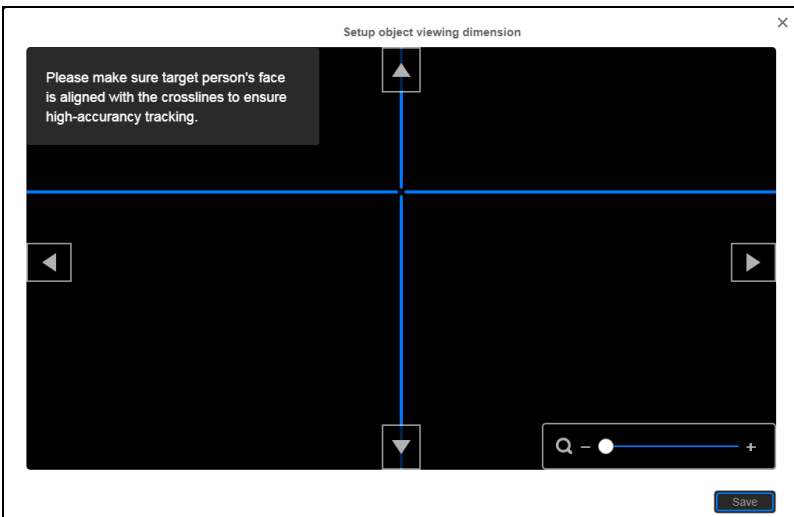 Setup object viewing dimension
Please make sure target person's face
is aligned with the crosslines to ensure
high-accurancy tracking.
Save